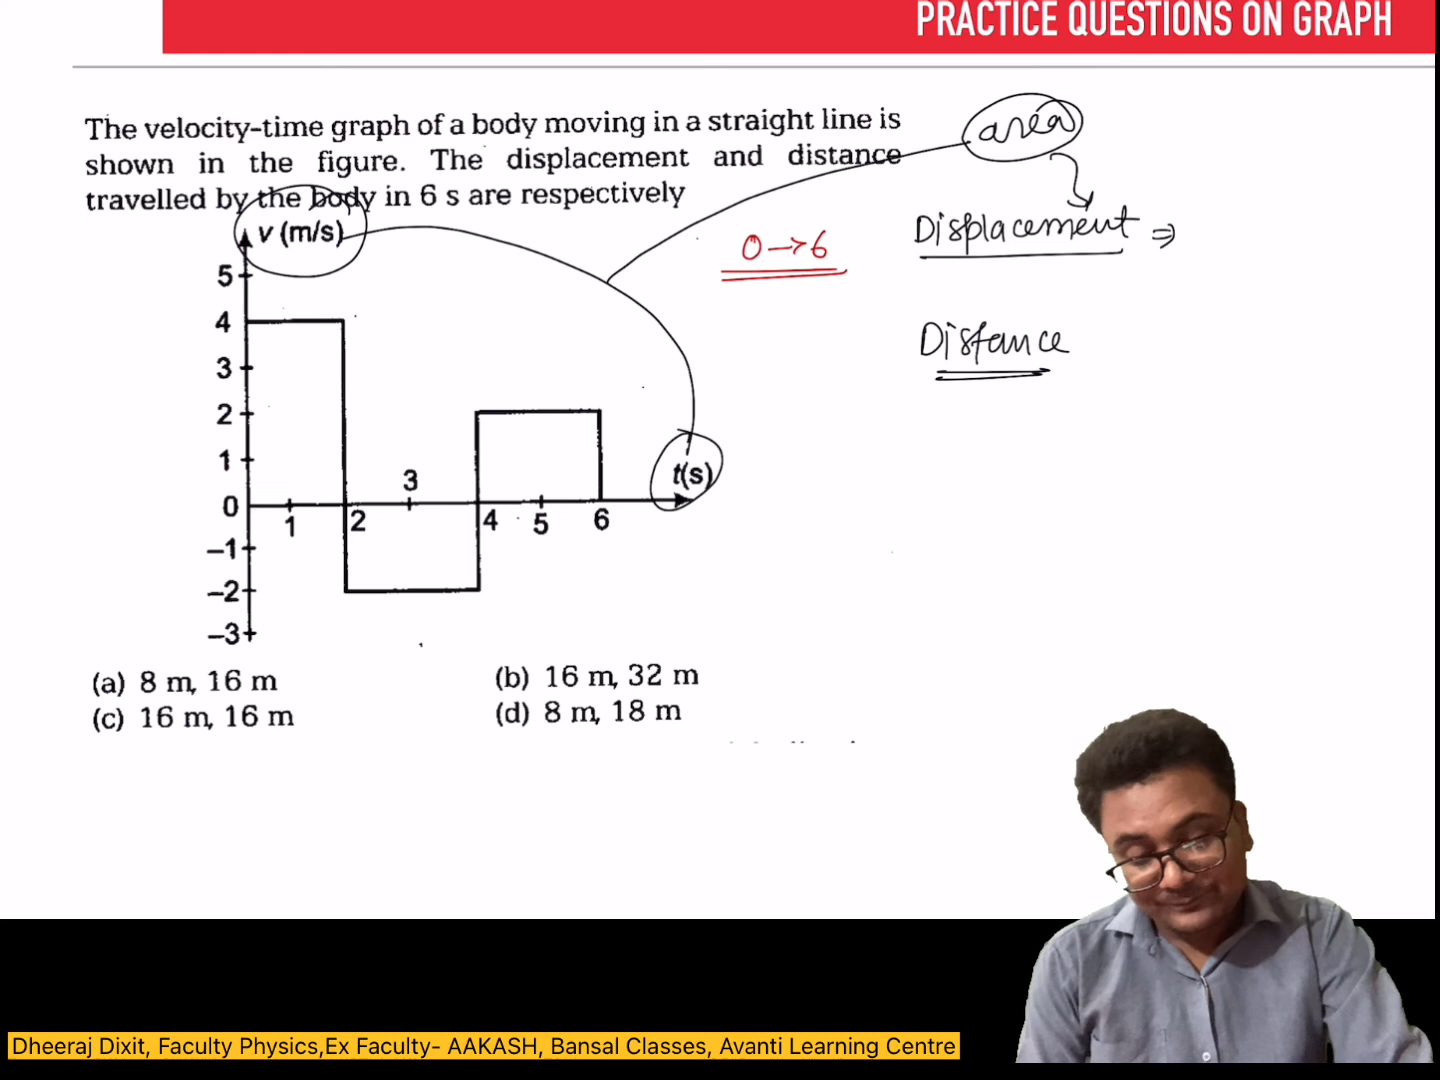 PRACTICE QUESTIONS ON GRAPH
The velocity-time graph of a body moving in a straight line is
shown in the figure. The displacement and distance
travelled by the body in 6 s are respectively
area
Displacement ⇒
Distance
0→6
v (m/s)
5
4
3
2
1
0
-1
-2
-3
1
2
3
4
5
6
t(s)
(a) 8 m, 16 m
(b) 16 m, 32 m
(c) 16 m, 16 m
(d) 8 m, 18 m
Dheeraj Dixit, Faculty Physics,Ex Faculty- AAKASH, Bansal Classes, Avanti Learning Centre